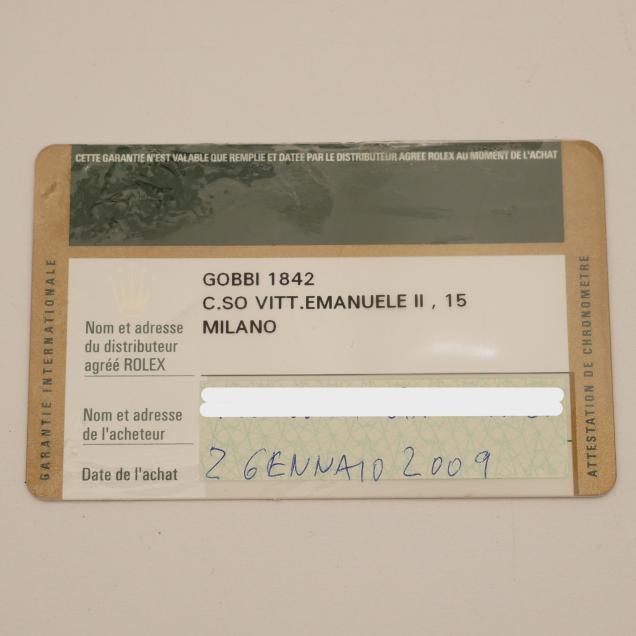 CETTE GARANTIE N'EST VALABLE QUE REMPLIE ET DATEE PAR LE DISTRIBUTEUR AGREE ROLEX AU MOMENT DE L'ACHAT
GARANTIE INTERNATIONALE
GOBBI 1842
C.SO VITT.EMANUELE II , 15
MILANO
Nom et adresse
du distributeur
agréé ROLEX
Nom et adresse
de l'acheteur
Date de l'achat
2 GENNAIO 2009
ATTESTATION DE CHRONOMETRE